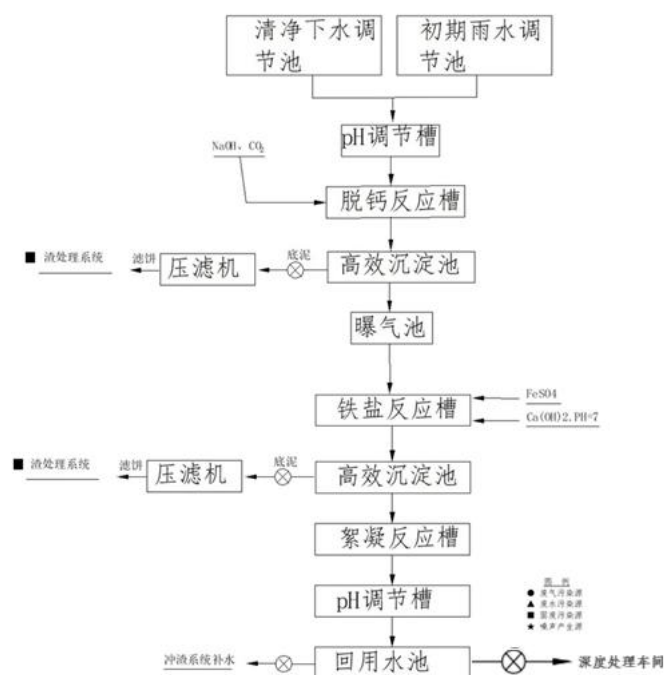 清净下水调
节池
初期雨水调
节池
pH调节槽
NaOH、CO₂
脱钙反应槽
■ 渣处理系统
滤饼
压滤机
底泥
高效沉淀池
曝气池
铁盐反应槽
FeSO4
Ca(OH)2,PH=7
■ 渣处理系统
滤饼
压滤机
底泥
高效沉淀池
絮凝反应槽
pH调节槽
图 例
● 废气污染源
▲ 废水污染源
■ 固废污染源
★ 噪声产生源
冲渣系统补水
回用水池
深度处理车间